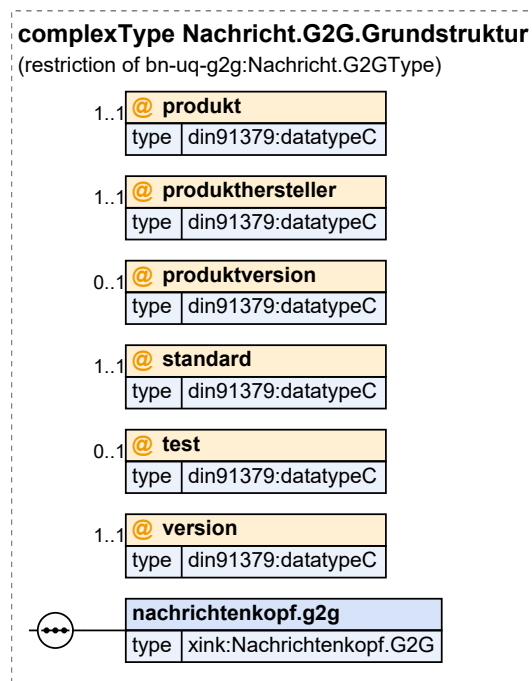 complexType Nachricht.G2G.Grundstruktur
(restriction of bn-uq-g2g:Nachricht.G2GType)
1..1 @ produkt
type din91379:datatypeC
1..1 @ produkthersteller
type din91379:datatypeC
0..1 @ produktversion
type din91379:datatypeC
1..1 @ standard
type din91379:datatypeC
0..1 @ test
type din91379:datatypeC
1..1 @ version
type din91379:datatypeC
nachrichtenkopf.g2g
type xink:Nachrichtenkopf.G2G